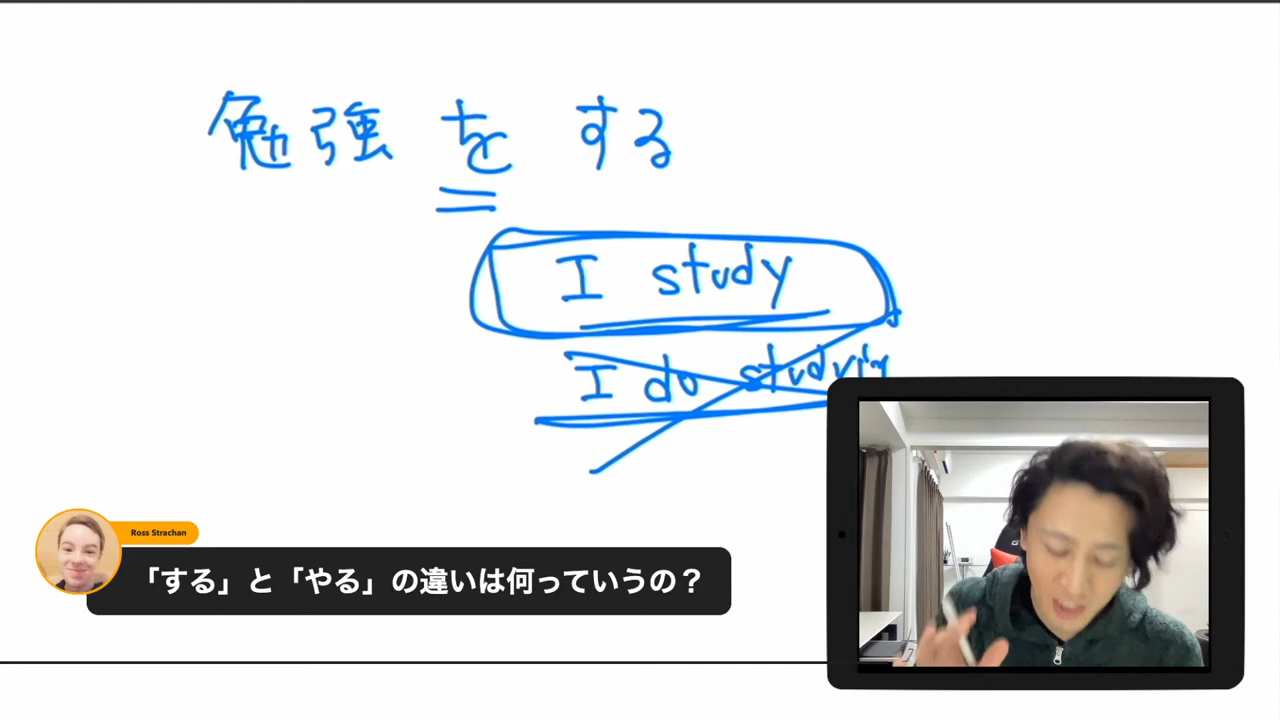 勉強 を する
I study
I do
Ross Strachan
「する」と「やる」の違いは何っていうの？